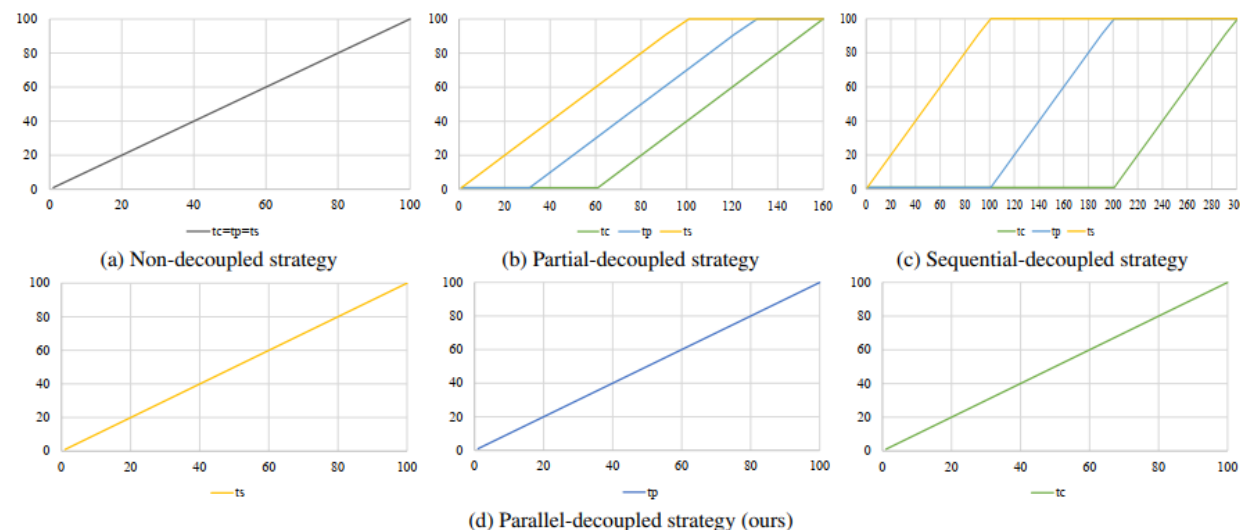 100
80
60
40
20
0
0 20 40 60 80 100
tc=tp=ts
(a) Non-decoupled strategy
100
80
60
40
20
0
0 20 40 60 80 100 120 140 160
tc tp ts
(b) Partial-decoupled strategy
100
80
60
40
20
0
0 20 40 60 80 100 120 140 160 180 200 220 240 260 280 300
tc tp ts
(c) Sequential-decoupled strategy
100
80
60
40
20
0
0 20 40 60 80 100
ts
100
80
60
40
20
0
0 20 40 60 80 100
tp
100
80
60
40
20
0
0 20 40 60 80 100
tc
(d) Parallel-decoupled strategy (ours)